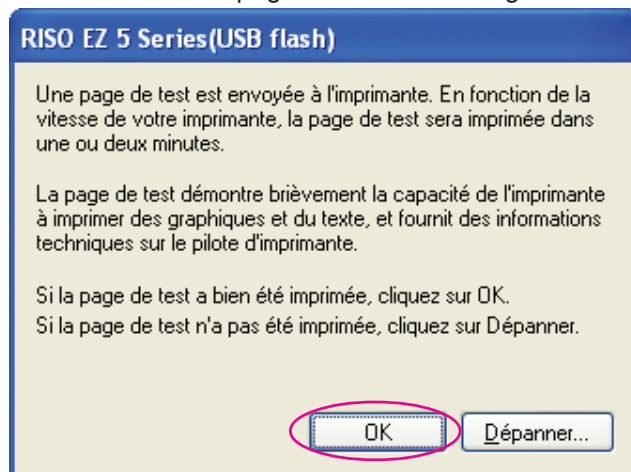 RISO EZ 5 Series(USB flash)
Une page de test est envoyée à l'imprimante. En fonction de la
vitesse de votre imprimante, la page de test sera imprimée dans
une ou deux minutes.
La page de test démontre brièvement la capacité de l'imprimante
à imprimer des graphiques et du texte, et fournit des informations
techniques sur le pilote d'imprimante.
Si la page de test a bien été imprimée, cliquez sur OK.
Si la page de test n'a pas été imprimée, cliquez sur Dépanner.
OK Dépanner...